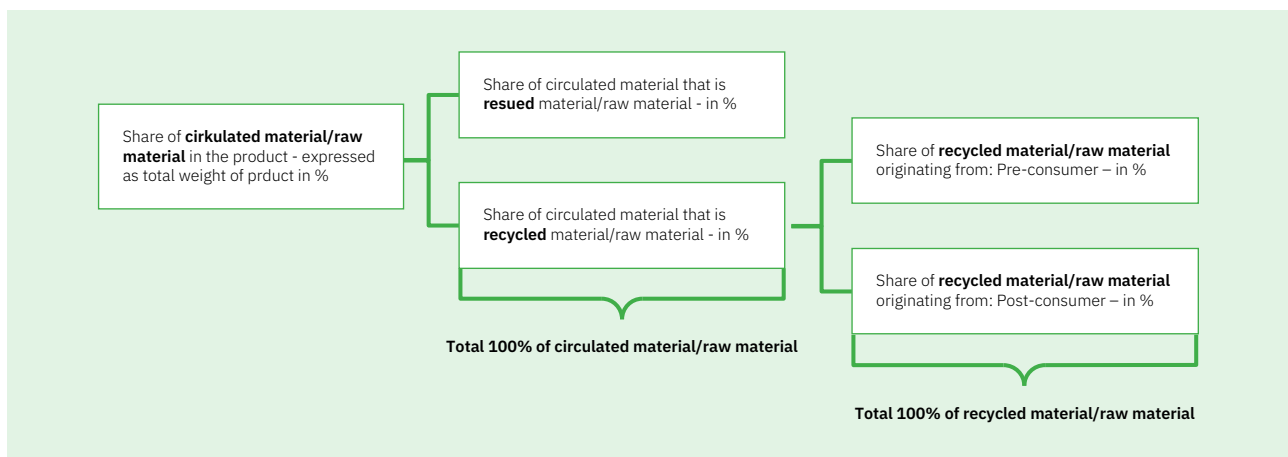 Share of circulated material that is
resued material/raw material - in %
Share of cirkulated material/raw
material in the product - expressed
as total weight of prduct in %
Share of recycled material/raw material
originating from: Pre-consumer – in %
Share of circulated material that is
recycled material/raw material - in %
Share of recycled material/raw material
originating from: Post-consumer – in %
Total 100% of circulated material/raw material
Total 100% of recycled material/raw material